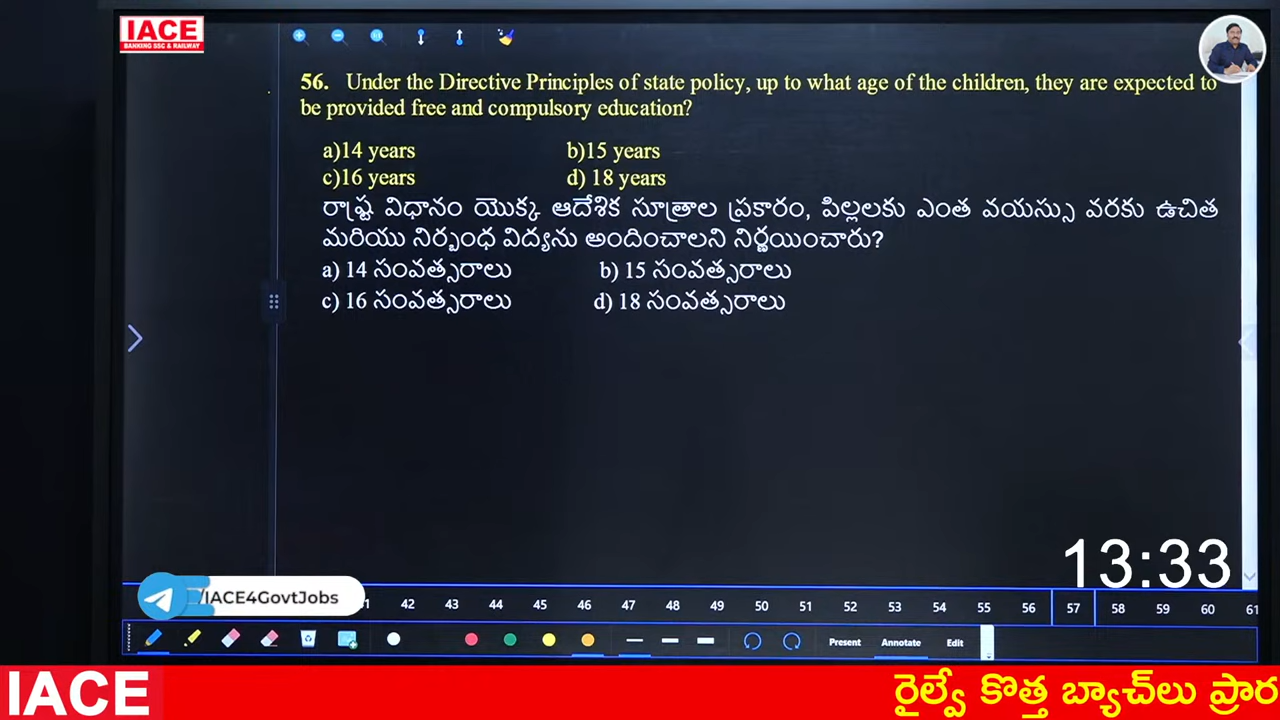 IACE
BANKING SSC & RAILWAY
56. Under the Directive Principles of state policy, up to what age of the children, they are expected to
be provided free and compulsory education?
a)14 years b)15 years
c)16 years d) 18 years
రాష్ట్ర విధానం యొక్క ఆదేశిక సూత్రాల ప్రకారం, పిల్లలకు ఎంత వయస్సు వరకు ఉచిత
మరియు నిర్బంధ విద్యను అందించాలని నిర్ణయించారు?
a) 14 సంవత్సరాలు b) 15 సంవత్సరాలు
c) 16 సంవత్సరాలు d) 18 సంవత్సరాలు
13:33
/IACE4GovtJobs
42 43 44 45 46 47 48 49 50 51 52 53 54 55 56 57 58 59 60 61
Present Annotate Edit
IACE రైల్వే కొత్త బ్యాచ్‌లు ప్రార